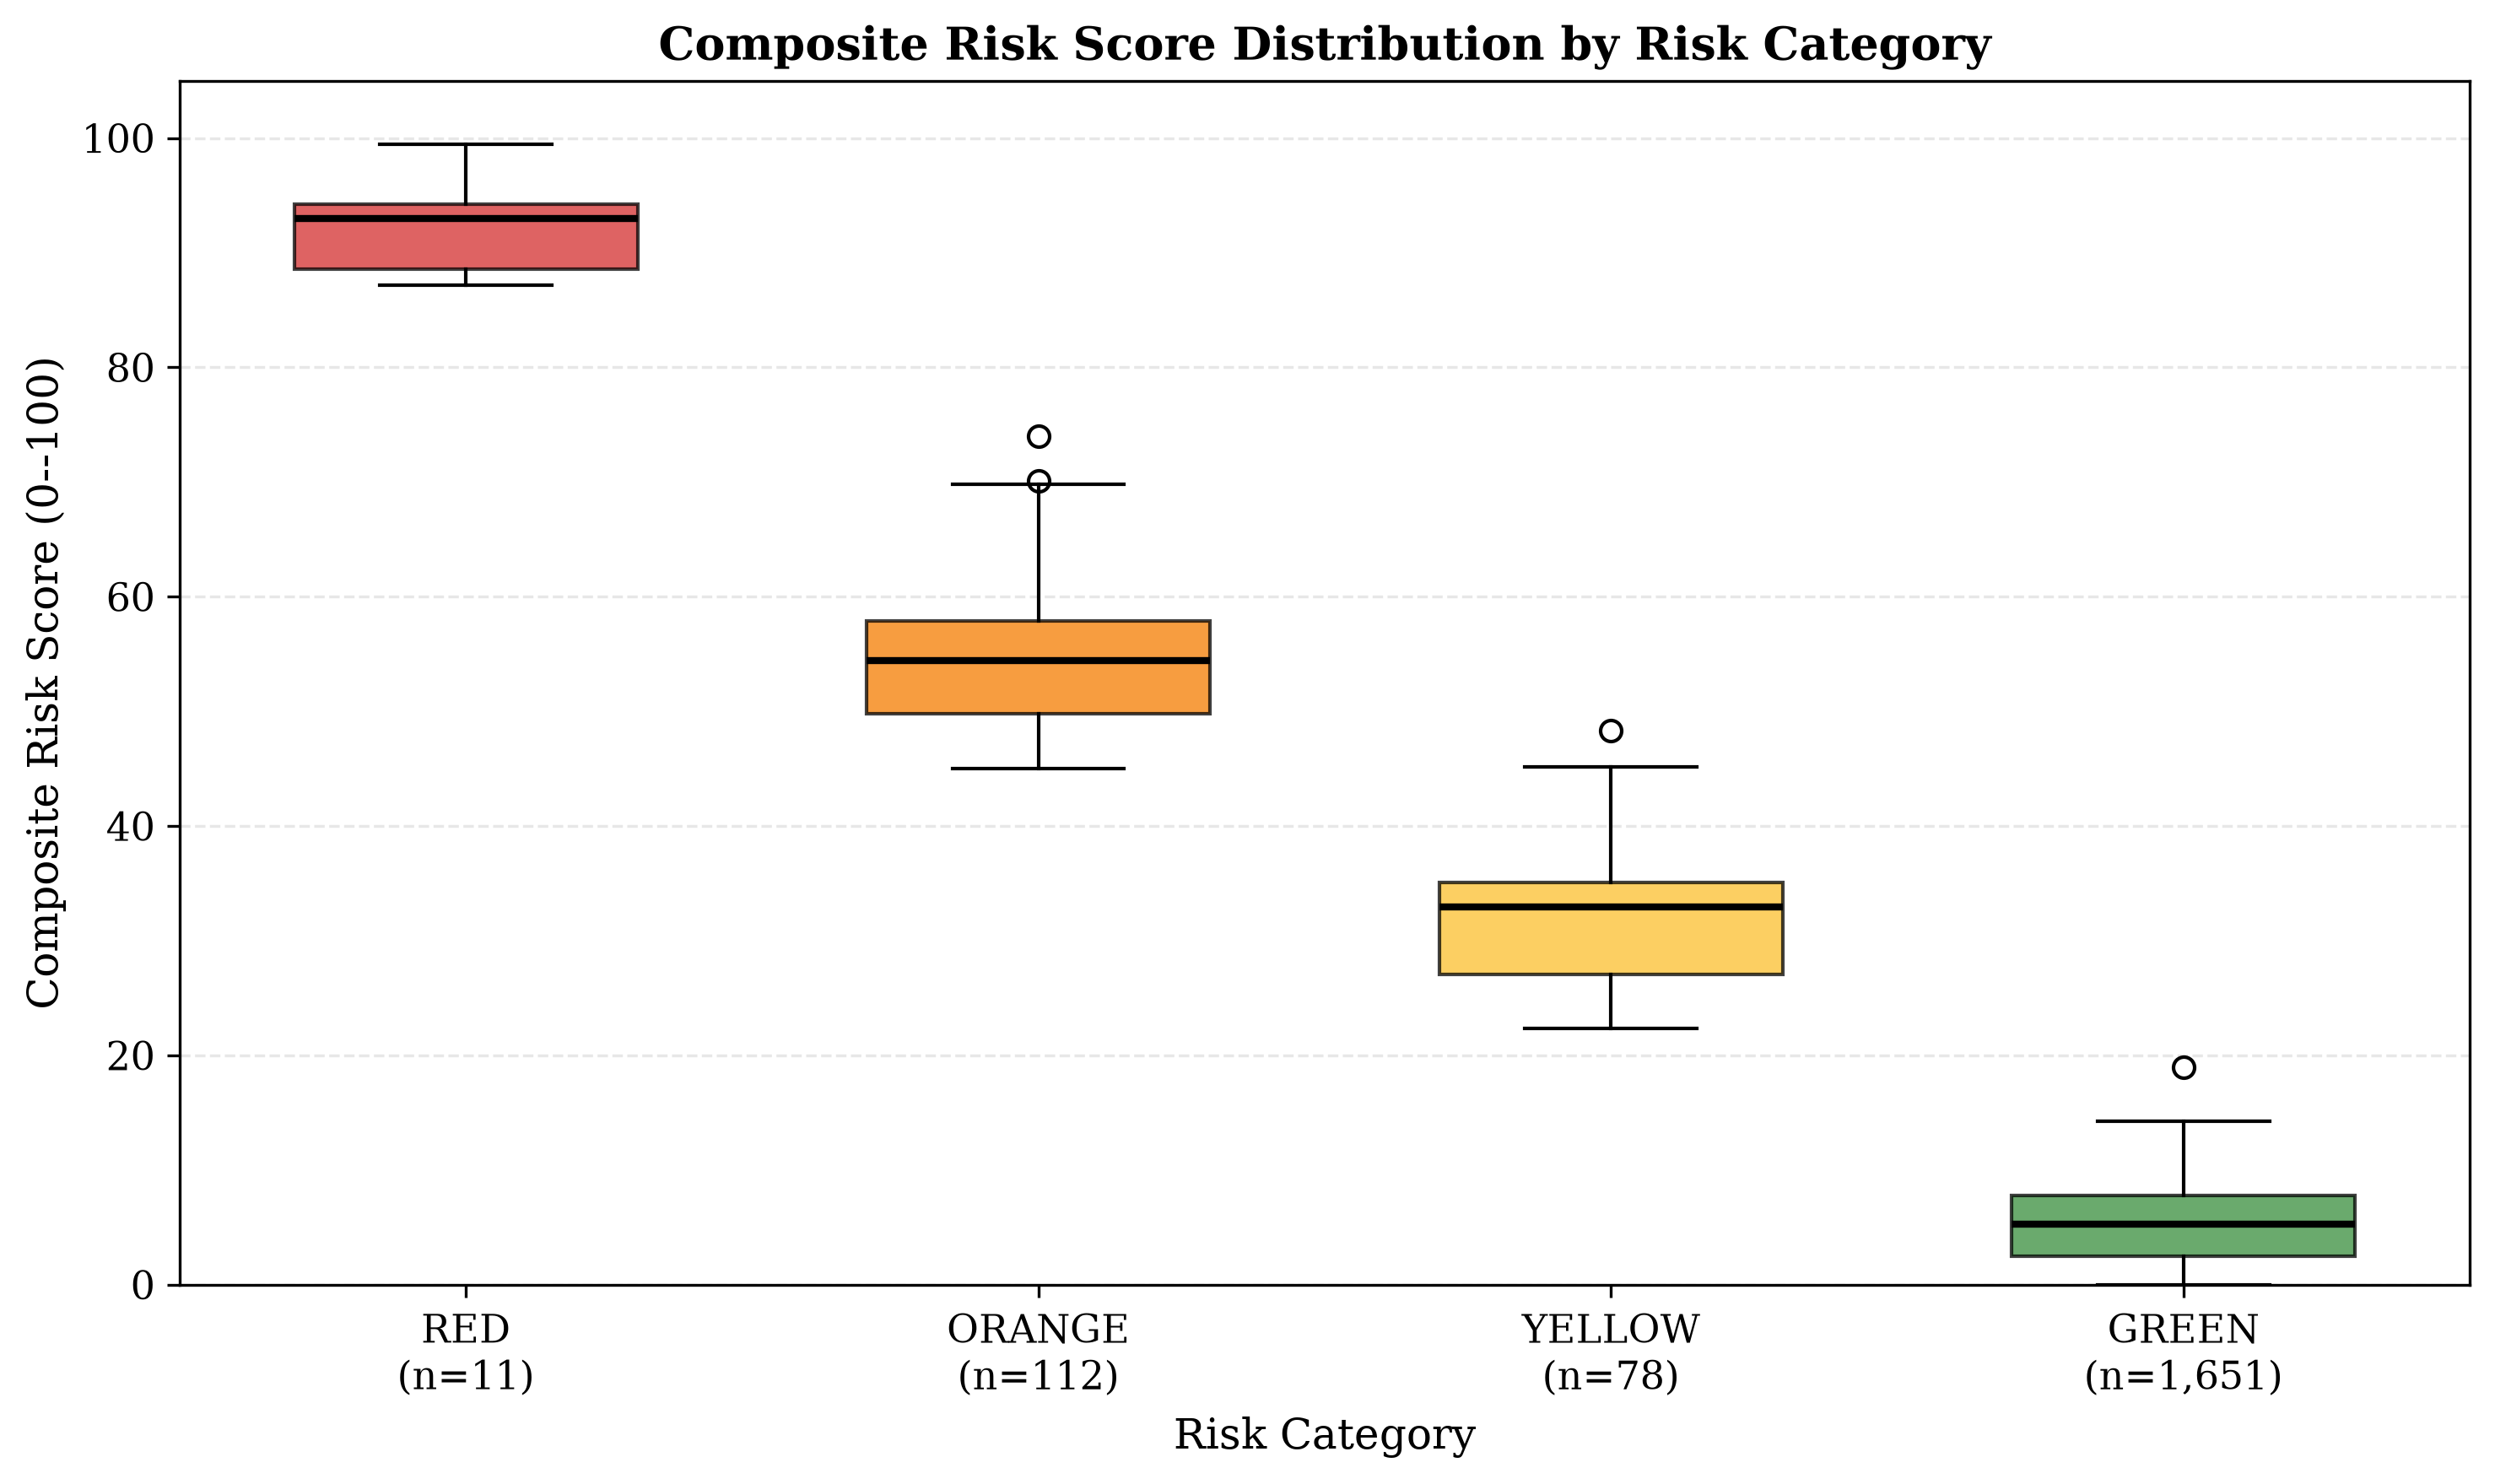 Composite Risk Score Distribution by Risk Category
Composite Risk Score (0--100)
100
80
60
40
20
0
RED
(n=11)
ORANGE
(n=112)
YELLOW
(n=78)
GREEN
(n=1,651)
Risk Category